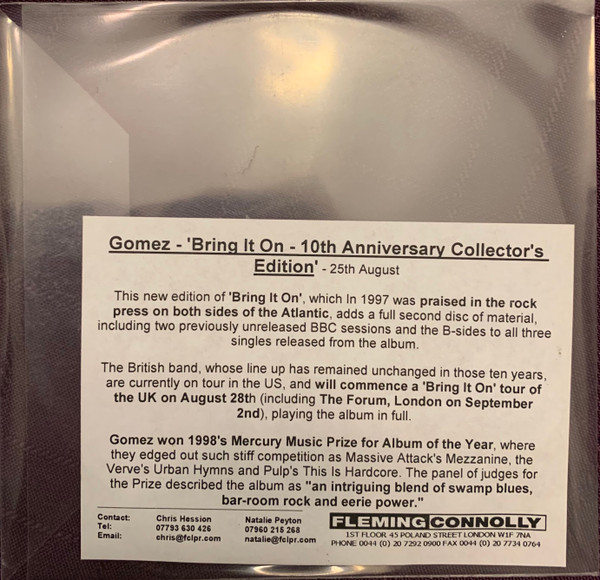 Gomez - 'Bring It On - 10th Anniversary Collector's
Edition' - 25th August
This new edition of 'Bring It On', which In 1997 was praised in the rock
press on both sides of the Atlantic, adds a full second disc of material,
including two previously unreleased BBC sessions and the B-sides to all three
singles released from the album.
The British band, whose line up has remained unchanged in those ten years,
are currently on tour in the US, and will commence a 'Bring It On' tour of
the UK on August 28th (including The Forum, London on September
2nd), playing the album in full.
Gomez won 1998's Mercury Music Prize for Album of the Year, where
they edged out such stiff competition as Massive Attack's Mezzanine, the
Verve's Urban Hymns and Pulp's This Is Hardcore. The panel of judges for
the Prize described the album as "an intriguing blend of swamp blues,
bar-room rock and eerie power."
Contact: Chris Hession Natalie Peyton
Tel: 07793 630 426 07960 215 268
Email: chris@fclpr.com natalie@fclpr.com
FLEMING CONNOLLY
1ST FLOOR 45 POLAND STREET LONDON W1F 7NA
PHONE 0044 (0) 20 7292 0900 FAX 0044 (0) 20 7734 0764